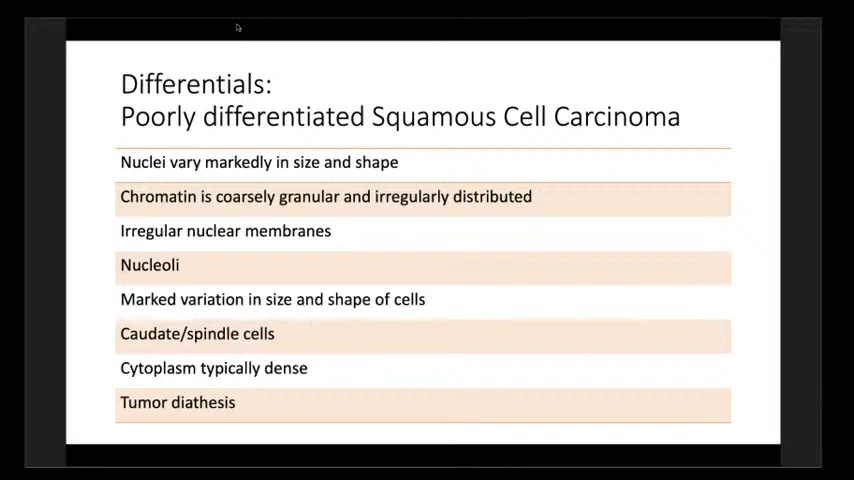 Differentials:
Poorly differentiated Squamous Cell Carcinoma
Nuclei vary markedly in size and shape
Chromatin is coarsely granular and irregularly distributed
Irregular nuclear membranes
Nucleoli
Marked variation in size and shape of cells
Caudate/spindle cells
Cytoplasm typically dense
Tumor diathesis